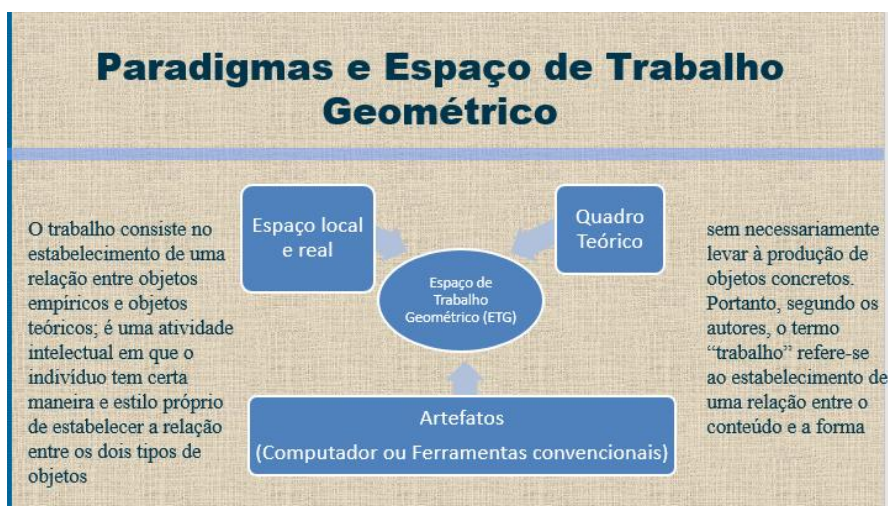 Paradigmas e Espaço de Trabalho
Geométrico
O trabalho consiste no
estabelecimento de uma
relação entre objetos
empíricos e objetos
teóricos; é uma atividade
intelectual em que o
indivíduo tem certa
maneira e estilo próprio
de estabelecer a relação
entre os dois tipos de
objetos
Espaço local
e real
Quadro
Teórico
Espaço de
Trabalho
Geométrico (ETG)
Artefatos
(Computador ou Ferramentas convencionais)
sem necessariamente
levar à produção de
objetos concretos.
Portanto, segundo os
autores, o termo
“trabalho” refere-se
ao estabelecimento de
uma relação entre o
conteúdo e a forma